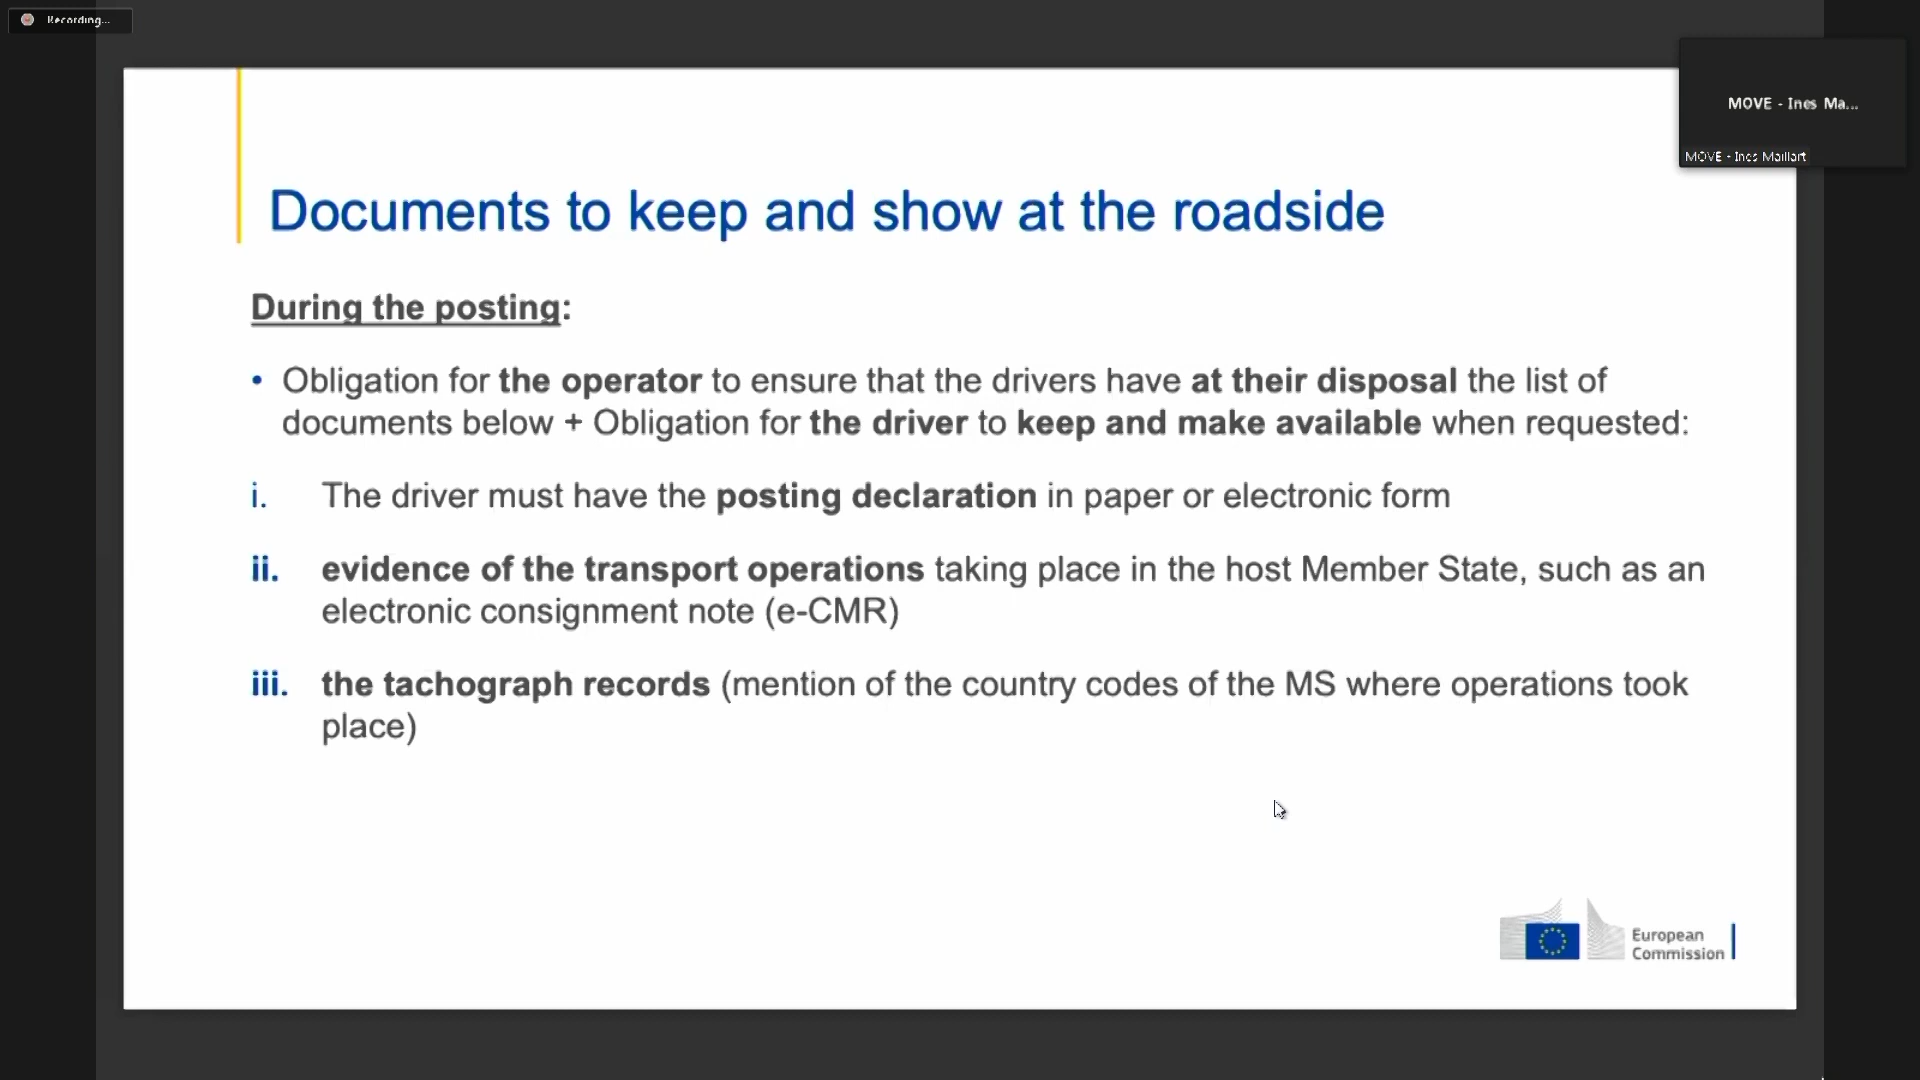 Recording...
MOVE - Ines Ma...
MOVE - Ines Maillart
Documents to keep and show at the roadside
During the posting:
• Obligation for the operator to ensure that the drivers have at their disposal the list of
documents below + Obligation for the driver to keep and make available when requested:
i. The driver must have the posting declaration in paper or electronic form
ii. evidence of the transport operations taking place in the host Member State, such as an
electronic consignment note (e-CMR)
iii. the tachograph records (mention of the country codes of the MS where operations took
place)
European
Commission